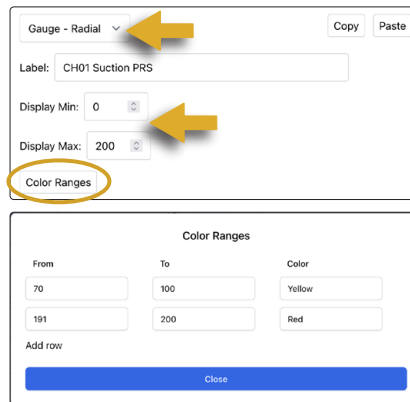 Gauge - Radial Copy Paste
Label: CH01 Suction PRS
Display Min: 0
Display Max: 200
Color Ranges
Color Ranges
From To Color
70 100 Yellow
191 200 Red
Add row
Close